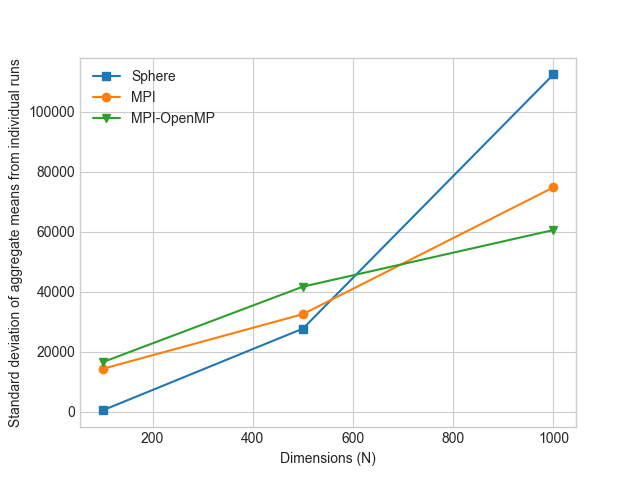 Standard deviation of aggregate means from individual runs
Sphere
MPI
MPI-OpenMP
100000
80000
60000
40000
20000
0
200
400
600
800
1000
Dimensions (N)